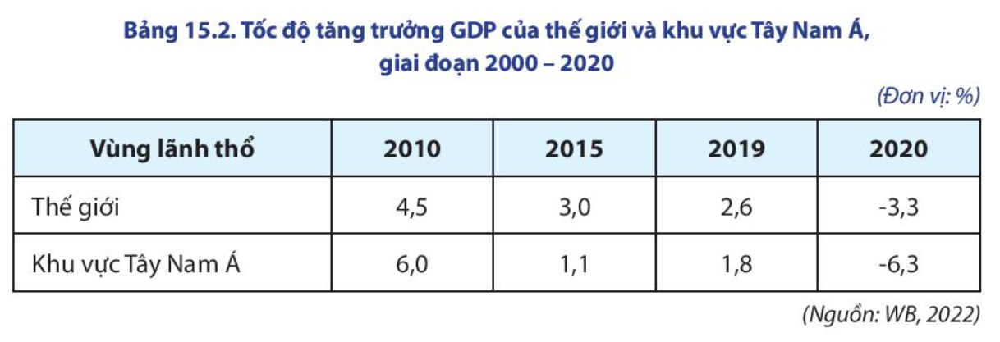 Bảng 15.2. Tốc độ tăng trưởng GDP của thế giới và khu vực Tây Nam Á,
giai đoạn 2000 – 2020
(Đơn vị: %)
Vùng lãnh thổ 2010 2015 2019 2020
Thế giới 4,5 3,0 2,6 -3,3
Khu vực Tây Nam Á 6,0 1,1 1,8 -6,3
(Nguồn: WB, 2022)